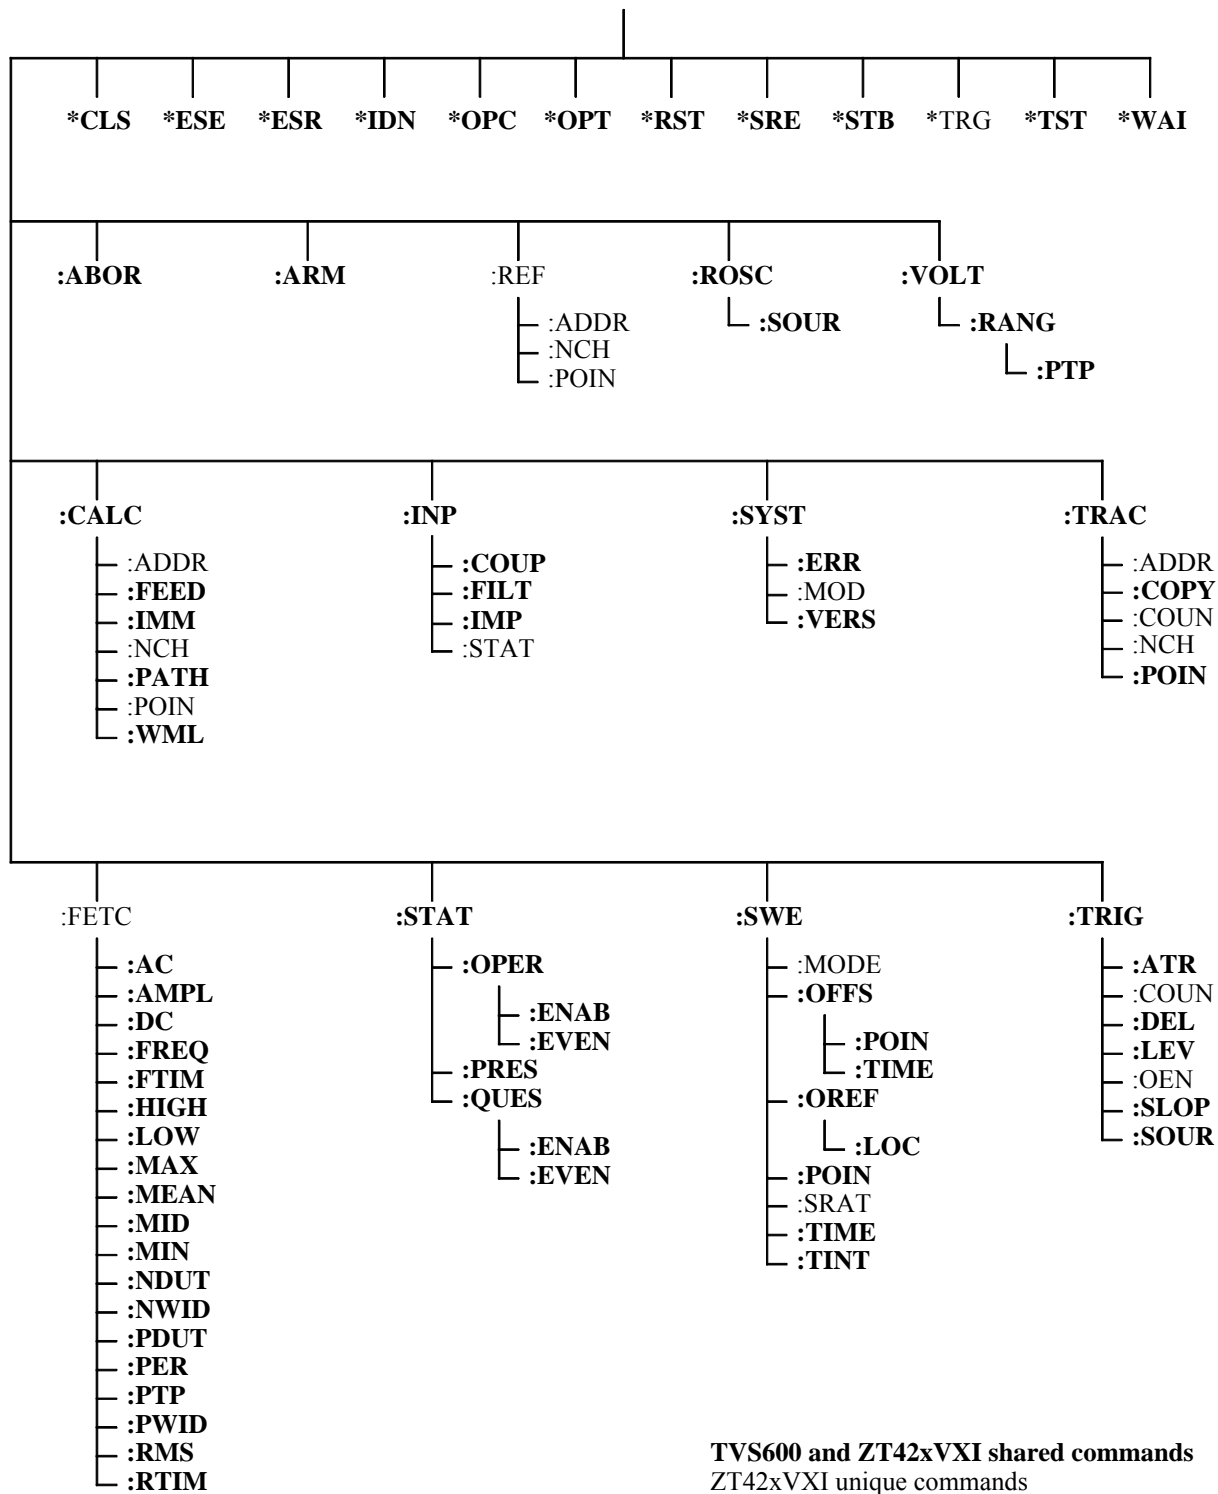 *CLS *ESE *ESR *IDN *OPC *OPT *RST *SRE *STB *TRG *TST *WAI
:ABOR :ARM :REF :ROSC :VOLT
:ADDR :SOUR :RANG
:NCH
:POIN :PTP
:CALC :INP :SYST :TRAC
:ADDR :COUP :ERR :ADDR
:FEED :FILT :MOD :COPY
:IMM :IMP :VERS :COUN
:NCH :STAT :NCH
:PATH :POIN
:POIN
:WML
:FETC :STAT :SWE :TRIG
:AC :OPER :MODE :ATR
:AMPL :OFFS :COUN
:DC :ENAB :DEL
:FREQ :EVEN :POIN :LEV
:FTIM :PRES :TIME :OEN
:HIGH :QUES :OREF :SLOP
:LOW :SOUR
:MAX :ENAB :LOC
:MEAN :EVEN :POIN
:MID :SRAT
:MIN :TIME
:NDUT :TINT
:NWID
:PDUT
:PER
:PTP
:PWID
:RMS TVS600 and ZT42xVXI shared commands
:RTIM ZT42xVXI unique commands